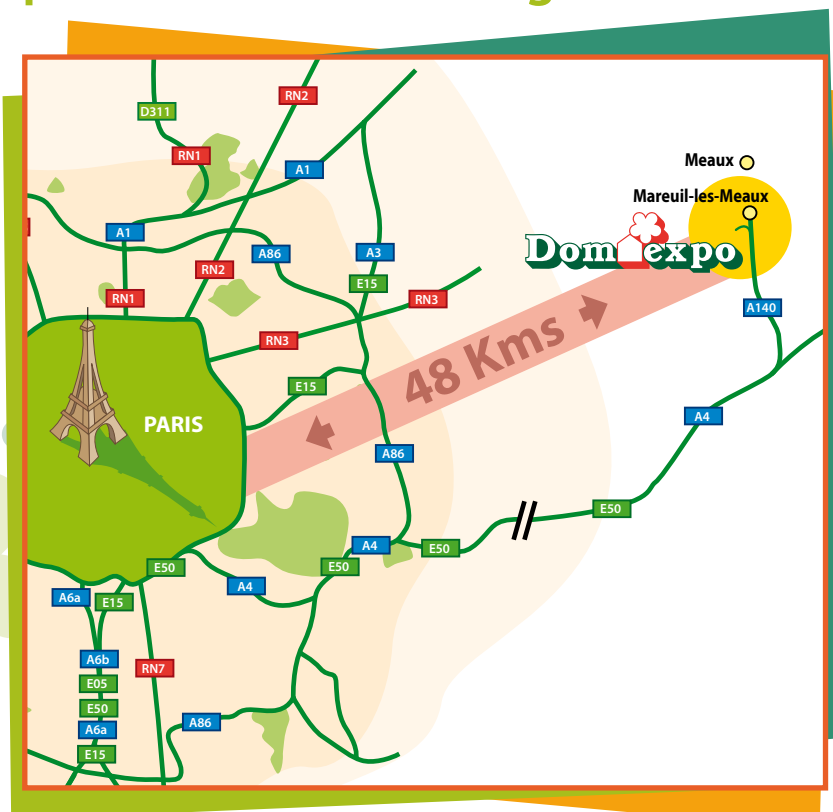 D311
RN2
RN1
A1
Meaux
Mareuil-les-Meaux
A1
A86
A3
Domexpo
RN2
E15
RN1
RN3
A140
RN3
48 Kms
E15
A4
PARIS
A86
E50
A4
E50
E50
E50
A4
A6a
E15
A6b
RN7
E05
E50
A86
A6a
E15